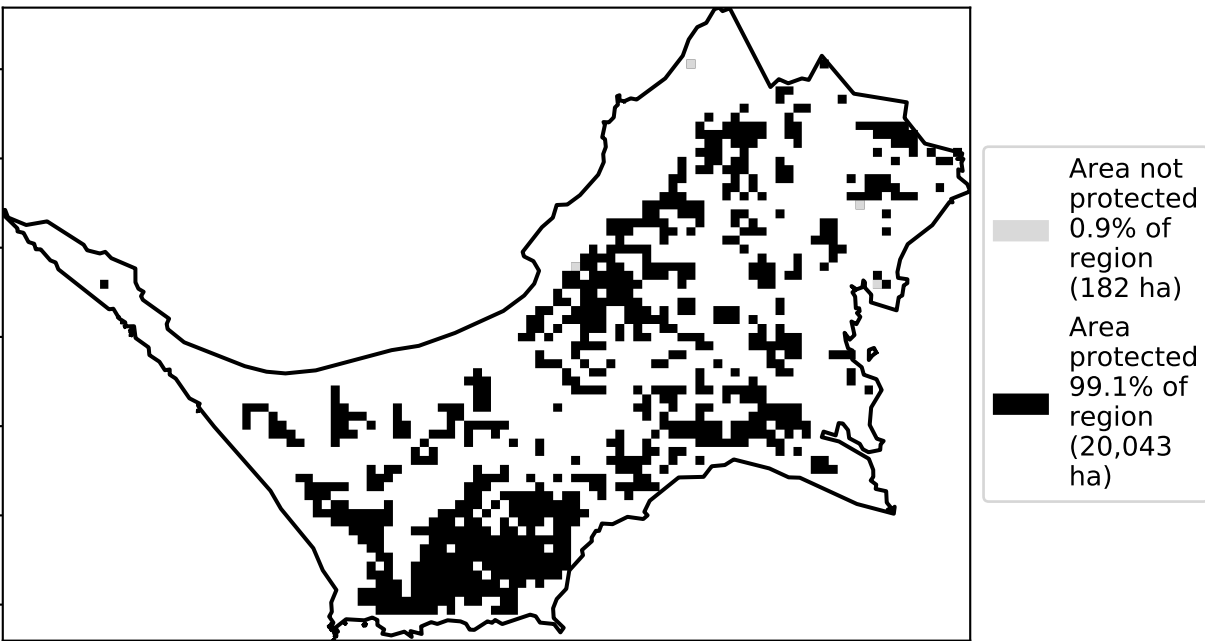 Area not
protected
0.9% of
region
(182 ha)
Area
protected
99.1% of
region
(20,043
ha)